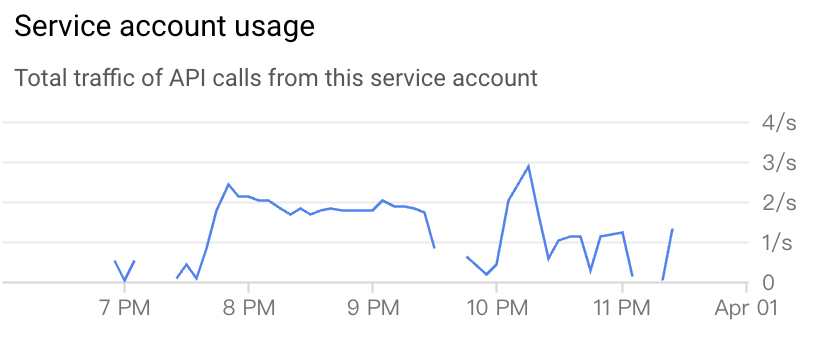 Service account usage
Total traffic of API calls from this service account
4/s
3/s
2/s
1/s
0
7 PM 8 PM 9 PM 10 PM 11 PM Apr 01